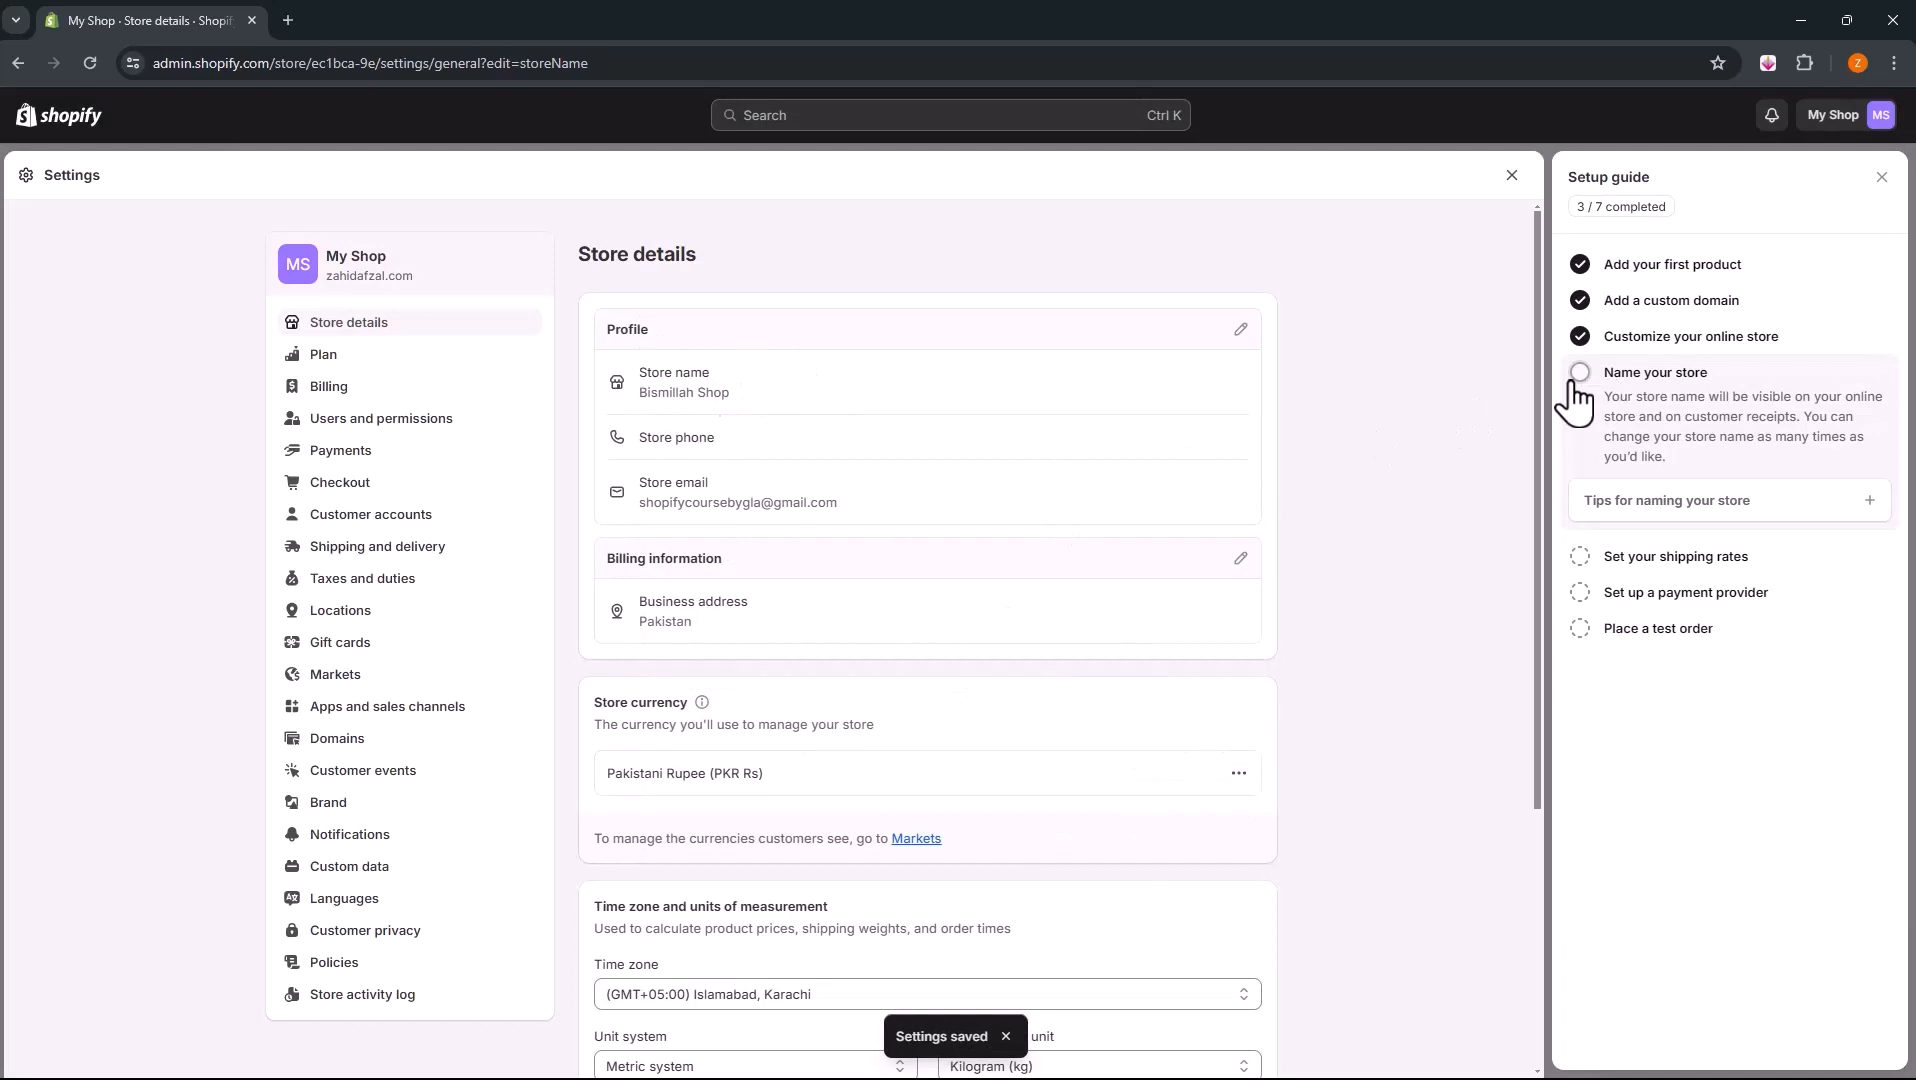 My Shop · Store details · Shopif
admin.shopify.com/store/ec1bca-9e/settings/general?edit=storeName
Z
shopify
Search
Ctrl K
My Shop
MS
Settings
MS
My Shop
zahidafzal.com
Store details
Plan
Billing
Users and permissions
Payments
Checkout
Customer accounts
Shipping and delivery
Taxes and duties
Locations
Gift cards
Markets
Apps and sales channels
Domains
Customer events
Brand
Notifications
Custom data
Languages
Customer privacy
Policies
Store activity log
Store details
Profile
Store name
Bismillah Shop
Store phone
Store email
shopifycoursebygla@gmail.com
Billing information
Business address
Pakistan
Store currency
The currency you'll use to manage your store
Pakistani Rupee (PKR Rs)
To manage the currencies customers see, go to Markets
Time zone and units of measurement
Used to calculate product prices, shipping weights, and order times
Time zone
(GMT+05:00) Islamabad, Karachi
Unit system
unit
Metric system
Kilogram (kg)
Settings saved
Setup guide
3 / 7 completed
Add your first product
Add a custom domain
Customize your online store
Name your store
Your store name will be visible on your online
store and on customer receipts. You can
change your store name as many times as
you'd like.
Tips for naming your store
Set your shipping rates
Set up a payment provider
Place a test order